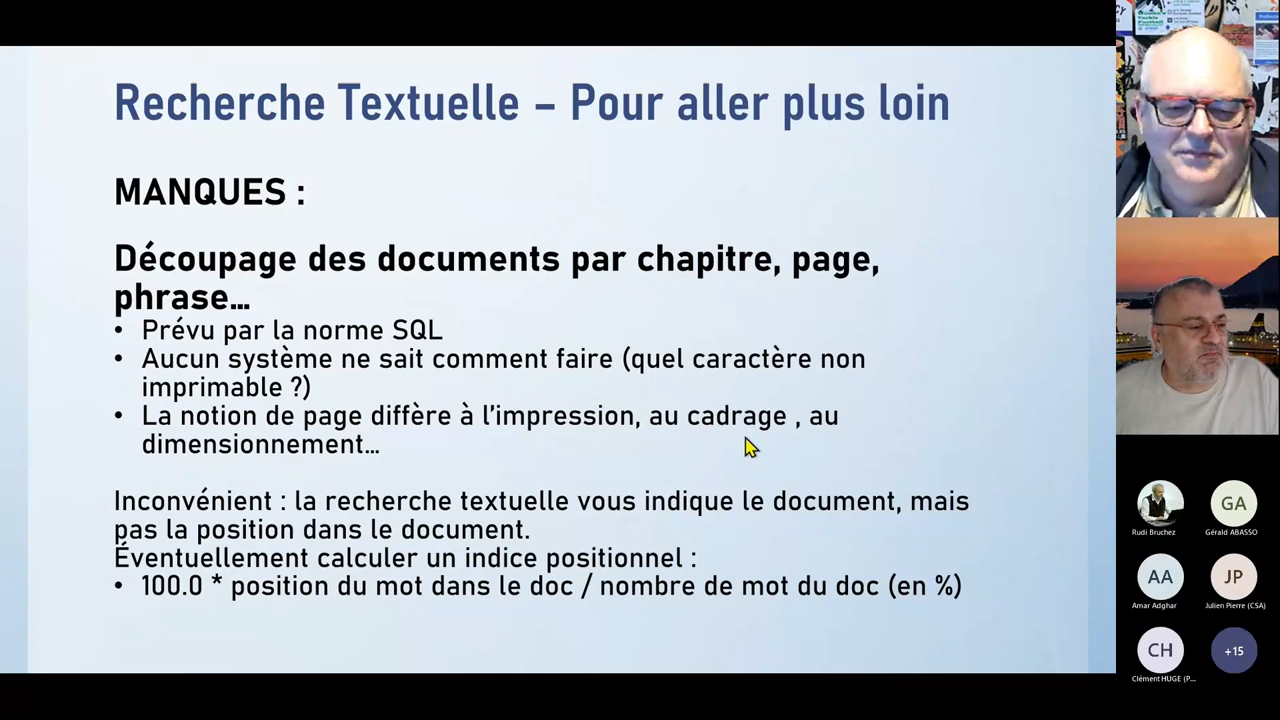 Recherche Textuelle – Pour aller plus loin
MANQUES :
Découpage des documents par chapitre, page,
phrase...
• Prévu par la norme SQL
• Aucun système ne sait comment faire (quel caractère non
imprimable ?)
• La notion de page diffère à l'impression, au cadrage , au
dimensionnement...
Inconvénient : la recherche textuelle vous indique le document, mais
pas la position dans le document.
Éventuellement calculer un indice positionnel :
• 100.0 * position du mot dans le doc / nombre de mot du doc (en %)
Rudi Bruchez
GA
Gérald ABASSO
AA
Amar Adghar
JP
Julien Pierre (CSA)
CH
Clément HUGE (P...
+15